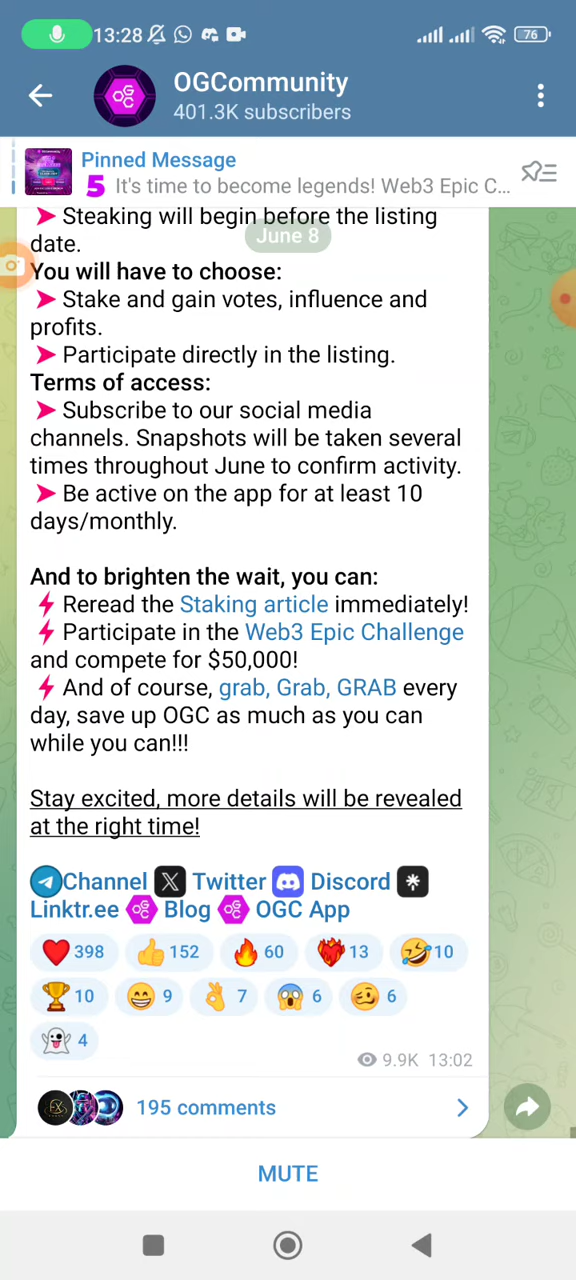 13:28
76
OGCommunity
401.3K subscribers
Pinned Message
5 It's time to become legends! Web3 Epic C...
➤ Steaking will begin before the listing
date.
June 8
You will have to choose:
➤ Stake and gain votes, influence and
profits.
➤ Participate directly in the listing.
Terms of access:
➤ Subscribe to our social media
channels. Snapshots will be taken several
times throughout June to confirm activity.
➤ Be active on the app for at least 10
days/monthly.
And to brighten the wait, you can:
⚡ Reread the Staking article immediately!
⚡ Participate in the Web3 Epic Challenge
and compete for $50,000!
⚡ And of course, grab, Grab, GRAB every
day, save up OGC as much as you can
while you can!!!
Stay excited, more details will be revealed
at the right time!
Channel Twitter Discord
Linktr.ee Blog OGC App
❤️ 398 👍 152 🔥 60 ❤️‍🔥 13 🤣 10
🏆 10 😁 9 👌 7 😱 6 🥴 6
👻 4
9.9K 13:02
195 comments
MUTE